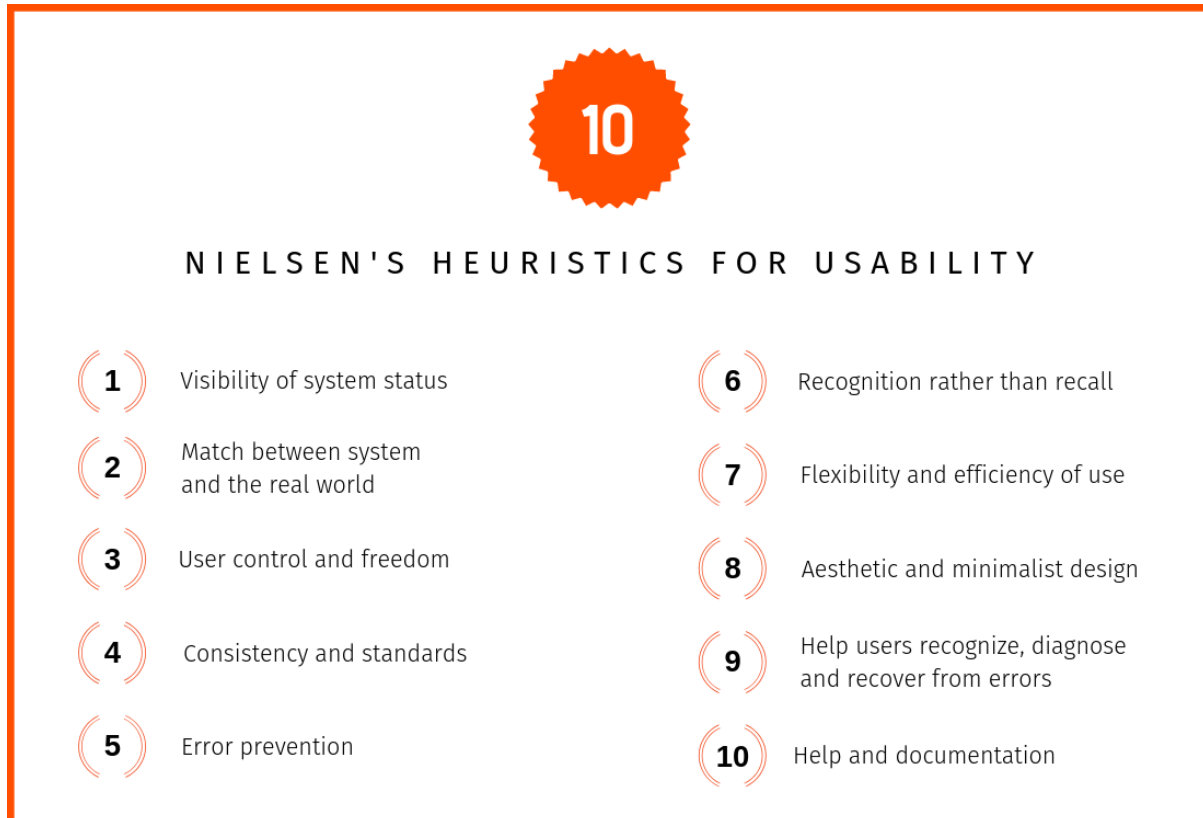 10
NIELSEN'S HEURISTICS FOR USABILITY
1 Visibility of system status
2 Match between system
and the real world
3 User control and freedom
4 Consistency and standards
5 Error prevention
6 Recognition rather than recall
7 Flexibility and efficiency of use
8 Aesthetic and minimalist design
9 Help users recognize, diagnose
and recover from errors
10 Help and documentation